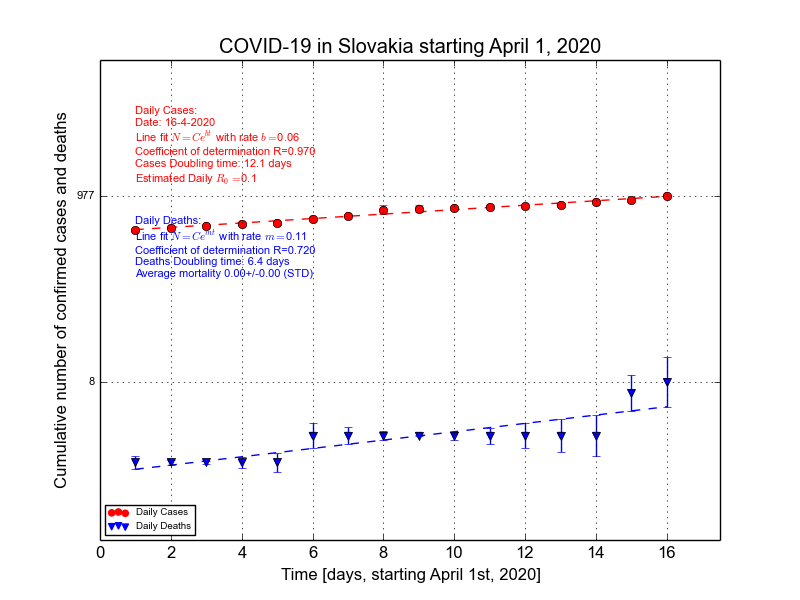 COVID-19 in Slovakia starting April 1, 2020
Cumulative number of confirmed cases and deaths
977
8
Daily Cases:
Date: 16-4-2020
Line fit N = Ce^{bt} with rate b =0.06
Coefficient of determination R=0.970
Cases Doubling time: 12.1 days
Estimated Daily R_0 =0.1
Daily Deaths:
Line fit N = Ce^{mt} with rate m =0.11
Coefficient of determination R=0.720
Deaths Doubling time: 6.4 days
Average mortality 0.00+/-0.00 (STD)
Daily Cases
Daily Deaths
0 2 4 6 8 10 12 14 16
Time [days, starting April 1st, 2020]